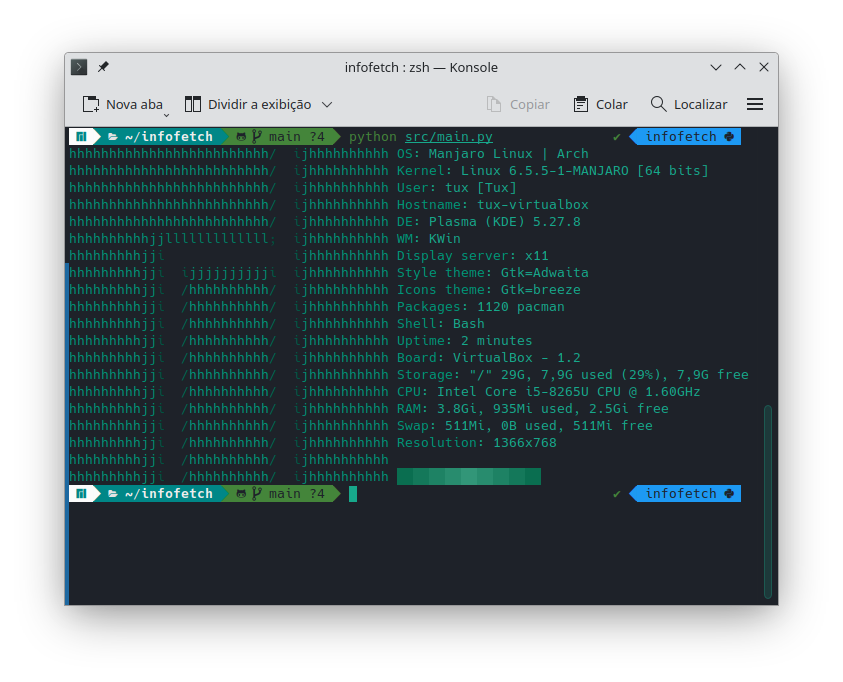 infofetch : zsh — Konsole
Nova aba Dividir a exibição Copiar Colar Localizar
~/infofetch main ?4 python src/main.py ✔ infofetch
hhhhhhhhhhhhhhhhhhhhhhhhh/ ijhhhhhhhhhh OS: Manjaro Linux | Arch
hhhhhhhhhhhhhhhhhhhhhhhhh/ ijhhhhhhhhhh Kernel: Linux 6.5.5-1-MANJARO [64 bits]
hhhhhhhhhhhhhhhhhhhhhhhhh/ ijhhhhhhhhhh User: tux [Tux]
hhhhhhhhhhhhhhhhhhhhhhhhh/ ijhhhhhhhhhh Hostname: tux-virtualbox
hhhhhhhhhhhhhhhhhhhhhhhhh/ ijhhhhhhhhhh DE: Plasma (KDE) 5.27.8
hhhhhhhhhhjjlllllllllllll; ijhhhhhhhhhh WM: KWin
hhhhhhhhhjji ijhhhhhhhhhh Display server: x11
hhhhhhhhhjji ijjjjjjjjjji ijhhhhhhhhhh Style theme: Gtk=Adwaita
hhhhhhhhhjji /hhhhhhhhhh/ ijhhhhhhhhhh Icons theme: Gtk=breeze
hhhhhhhhhjji /hhhhhhhhhh/ ijhhhhhhhhhh Packages: 1120 pacman
hhhhhhhhhjji /hhhhhhhhhh/ ijhhhhhhhhhh Shell: Bash
hhhhhhhhhjji /hhhhhhhhhh/ ijhhhhhhhhhh Uptime: 2 minutes
hhhhhhhhhjji /hhhhhhhhhh/ ijhhhhhhhhhh Board: VirtualBox - 1.2
hhhhhhhhhjji /hhhhhhhhhh/ ijhhhhhhhhhh Storage: "/" 29G, 7,9G used (29%), 7,9G free
hhhhhhhhhjji /hhhhhhhhhh/ ijhhhhhhhhhh CPU: Intel Core i5-8265U CPU @ 1.60GHz
hhhhhhhhhjji /hhhhhhhhhh/ ijhhhhhhhhhh RAM: 3.8Gi, 935Mi used, 2.5Gi free
hhhhhhhhhjji /hhhhhhhhhh/ ijhhhhhhhhhh Swap: 511Mi, 0B used, 511Mi free
hhhhhhhhhjji /hhhhhhhhhh/ ijhhhhhhhhhh Resolution: 1366x768
hhhhhhhhhjji /hhhhhhhhhh/ ijhhhhhhhhhh
hhhhhhhhhjji /hhhhhhhhhh/ ijhhhhhhhhhh
~/infofetch main ?4 ✔ infofetch